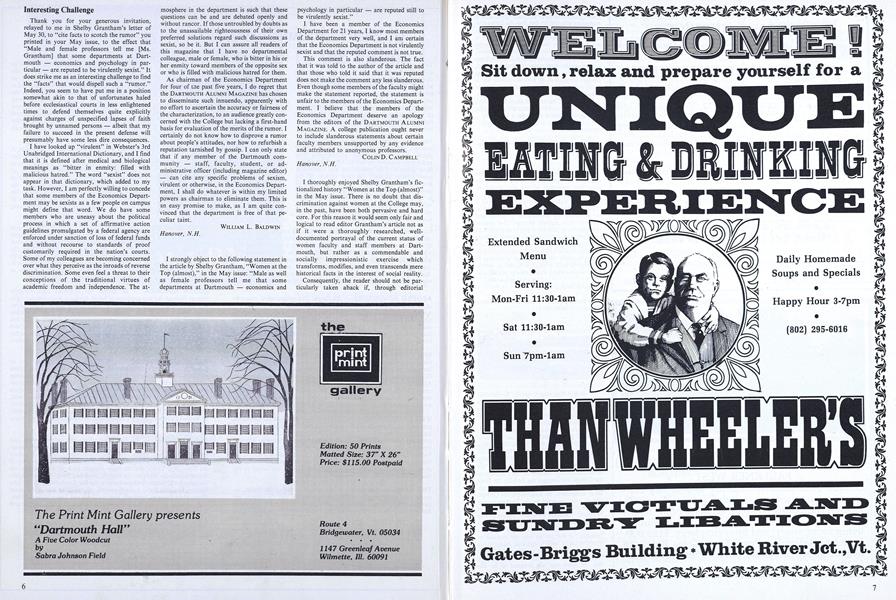 Interesting Challenge
Thank you for your generous invitation,
relayed to me in Shelby Grantham's letter of
May 30, to "cite facts to scotch the rumor" you
printed in your May issue, to the effect that
"Male and female professors tell me [Ms.
Grantham] that some departments at Dart-
mouth — economics and psychology in par-
ticular — are reputed to be virulently sexist." It
does strike me as an interesting challenge to find
the "facts" that would dispell such a "rumor."
Indeed, you seem to have put me in a position
somewhat akin to that of unfortunates haled
before ecclesiastical courts in less enlightened
times to defend themselves quite explicitly
against charges of unspecified lapses of faith
brought by unnamed persons — albeit that my
failure to succeed in the present defense will
presumably have some less dire consequences.
I have looked up "virulent" in Webster's 3rd
Unabridged International Dictionary, and I find
that it is defined after medical and biological
meanings as "bitter in enmity: filled with
malicious hatred." The word "sexist" does not
appear in that dictionary, which added to my
task. However, I am perfectly willing to concede
that some members of the Economics Depart-
ment may be sexists as a few people on campus
might define that word. We do have some
members who are uneasy about the political
process in which a set of affirmative action
guidelines promulgated by a federal agency are
enforced under sanction of loss of federal funds
and without recourse to standards of proof
customarily required in the nation's courts.
Some of my colleagues are becoming concerned
over what they perceive as the inroads of reverse
discrimination. Some even feel a threat to their
conceptions of the traditional virtues of
academic freedom and independence. The at-
mosphere in the department is such that these
questions can be and are debated openly and
without rancor. If those untroubled by doubts as
to the unassailable righteousness of their own
preferred solutions regard such discussions as
sexist, so be it. But I can assure all readers of
this magazine that I have no departmental
colleague, male or female, who is bitter in his or
her enmity toward members of the opposite sex
or who is filled with malicious hatred for them.
As chairman of the Economics Department
for four of the past five years, I do regret that
the DARTMOUTH ALUMNI MAGAZINE has chosen
to disseminate such innuendo, apparently with
no effort to ascertain the accuracy or fairness of
the characterization, to an audience greatly con-
cerned with the College but lacking a first-hand
basis for evaluation of the merits of the rumor. I
certainly do not know how to disprove a rumor
about people's attitudes, nor how to refurbish a
reputation tarnished by gossip. I can only state
that if any member of the Dartmouth com-
munity — staff, faculty, student, or ad-
ministrative officer (including magazine editor)
— can cite any specific problems of sexism,
virulent or otherwise, in the Economics Depart-
ment, I shall do whatever is within my limited
powers as chairman to eliminate them. This is
an easy promise to make, as I am quite con-
vinced that the department is free of that pe-
culiar taint.
WILLIAM L. BALDWIN
Hanover, N.H.
I strongly object to the following statement in
the article by Shelby Grantham, "Women at the
Top (almost)," in the May issue: "Male as well
as female professors tell me that some
departments at Dartmouth — economics and
psychology in particular — are reputed still to
be virulently sexist."
I have been a member of the Economics
Department for 21 years, I know most members
of the department very well, and I am certain
that the Economics Department is not virulently
sexist and that the reputed comment is not true.
This comment is also slanderous. The fact
that it was told to the author of the article and
that those who told it said that it was reputed
does not make the comment any less slanderous.
Even though some members of the faculty might
make the statement reported, the statement is
unfair to the members of the Economics Depart-
ment. I believe that the members of the
Economics Department deserve an apology
from the editors of the DARTMOUTH ALUMNI
MAGAZINE. A college publication ought never
to include slanderous statements about certain
faculty members unsupported by any evidence
and attributed to anonymous professors.
COLIN D. CAMPBELL
Hanover, N.H.
I thoroughly enjoyed Shelby Grantham's fic-
tionalized history "Women at the Top (almost)"
in the May issue. There is no doubt that dis-
crimination against women at the College may,
in the past, have been both pervasive and hard
core. For this reason it would seem only fair and
logical to read editor Grantham's article not as
if it were a thoroughly researched, well-
documented portrayal of the current status of
women faculty and staff members at Dart-
mouth, but rather as a commendable and
socially impressionistic exercise which
transforms, modifies, and even transcends mere
historical facts in the interest of social reality.
Consequently, the reader should not be par-
ticularly taken aback if, through editorial
the
print
mint
gallery
Edition: 50 Prints
Matted Size: 37" X 26"
Price: $115.00 Postpaid
The Print Mint Gallery presents
"Dartmouth Hall"
A Five Color Woodcut
by
Sabra Johnson Field
Route 4
Bridgewater, Vt. 05034
• • •
1147 Greenleaf Avenue
Wilmette, Ill. 60091
6
WELCOME!
Sit down, relax and prepare yourself for a
UNIQUE
EATING & DRINKING
EXPERIENCE
Extended Sandwich
Menu
•
Serving:
Mon-Fri 11:30-1am
•
Sat 11:30-1am
•
Sun 7pm-1am
Daily Homemade
Soups and Specials
•
Happy Hour 3-7pm
•
(802) 295-6016
THAN WHEELER'S
FINE VICTUALS AND
SUNDRY LIBATIONS
Gates-Briggs Building • White River Jct., Vt.
7